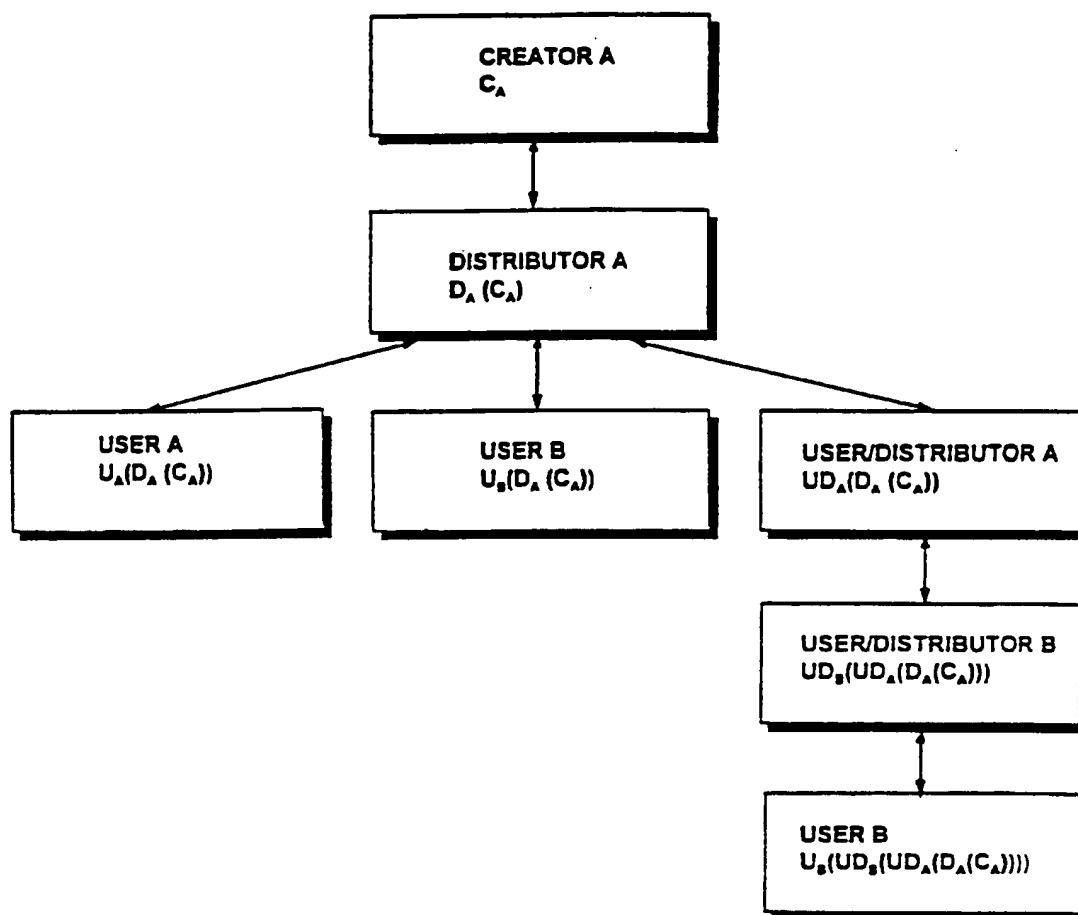 CREATOR A
C_A
DISTRIBUTOR A
D_A (C_A)
USER A
U_A(D_A (C_A))
USER B
U_B(D_A (C_A))
USER/DISTRIBUTOR A
UD_A(D_A (C_A))
USER/DISTRIBUTOR B
UD_B(UD_A(D_A(C_A)))
USER B
U_B(UD_B(UD_A(D_A(C_A))))